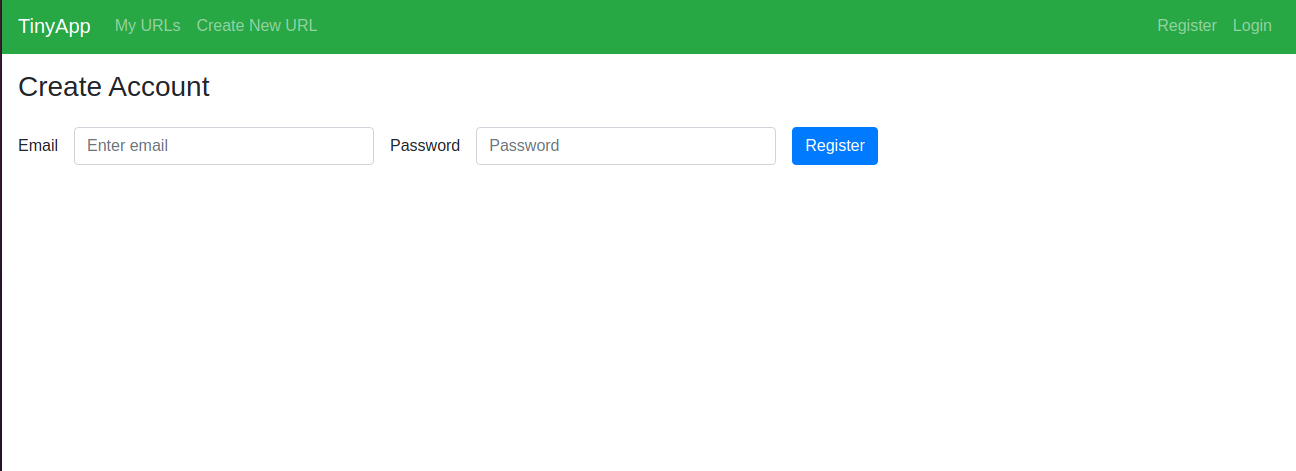 TinyApp My URLs Create New URL Register Login
Create Account
Email Enter email Password Password Register